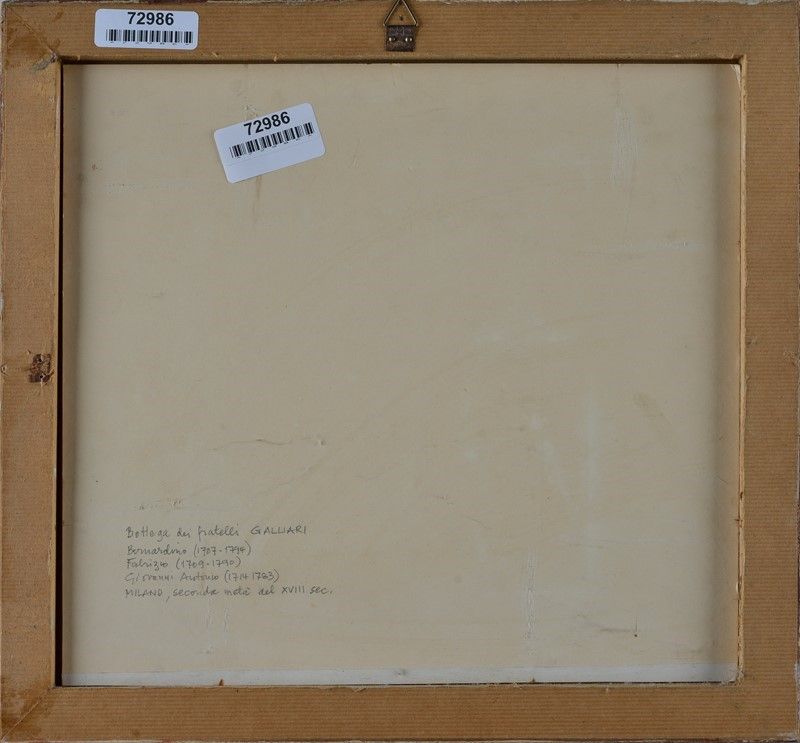 72986
72986
Bottega dei fratelli GALLIARI
Bernardino (1707-1794)
Fabrizio (1709-1790)
Giovanni Antonio (1714 1783)
MILANO, seconda metà del XVIII sec.